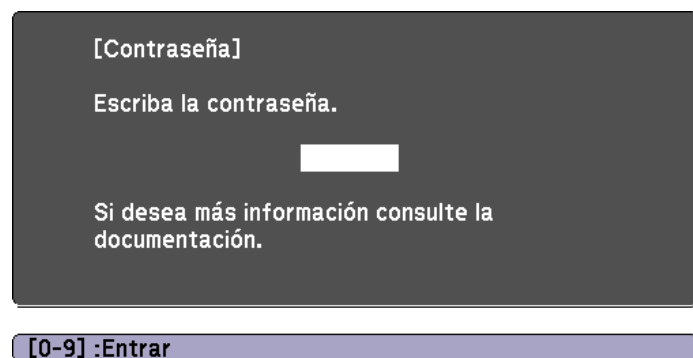 [Contraseña]
Escriba la contraseña.
Si desea más información consulte la
documentación.
[0-9] :Entrar